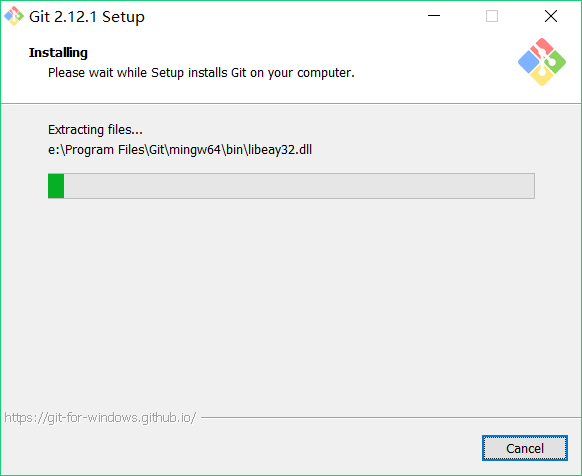 Git 2.12.1 Setup
Installing
Please wait while Setup installs Git on your computer.
Extracting files...
e:\Program Files\Git\mingw64\bin\libeay32.dll
https://git-for-windows.github.io/
Cancel